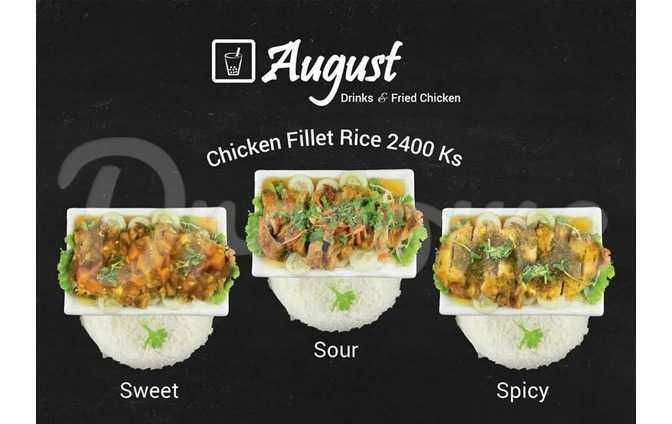 August
Drinks & Fried Chicken
Chicken Fillet Rice 2400 Ks
Sweet
Sour
Spicy